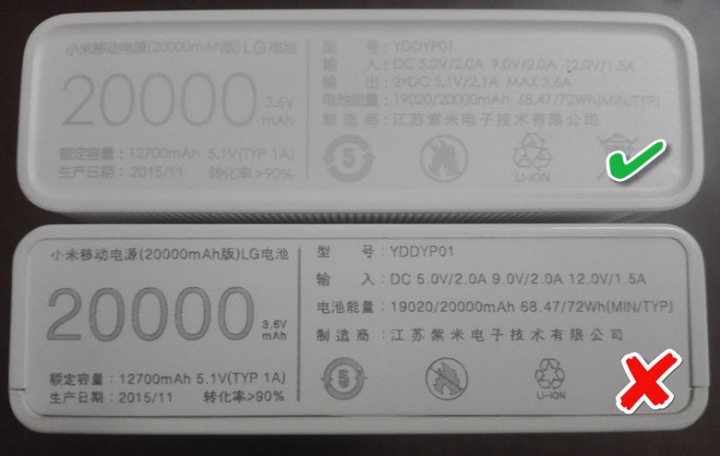 小米移动电源(20000mAh版)LG电池
20000 3.6V mAh
额定容量：12700mAh 5.1V(TYP 1A)
生产日期：2015/11 转化率>90%
型 号：YDDYP01
输 入：DC 5.0V/2.0A 9.0V/2.0A 12.0V/1.5A
输 出：2×DC 5.1V/2.1A MAX 3.6A
电池能量：19020/20000mAh 68.47/72Wh(MIN/TYP)
制造商：江苏紫米电子技术有限公司
5
LI-ION
小米移动电源(20000mAh版)LG电池
20000 3.6V mAh
额定容量：12700mAh 5.1V(TYP 1A)
生产日期：2015/11 转化率>90%
型 号：YDDYP01
输 入：DC 5.0V/2.0A 9.0V/2.0A 12.0V/1.5A
电池能量：19020/20000mAh 68.47/72Wh(MIN/TYP)
制造商：江苏紫米电子技术有限公司
5
LI-ION